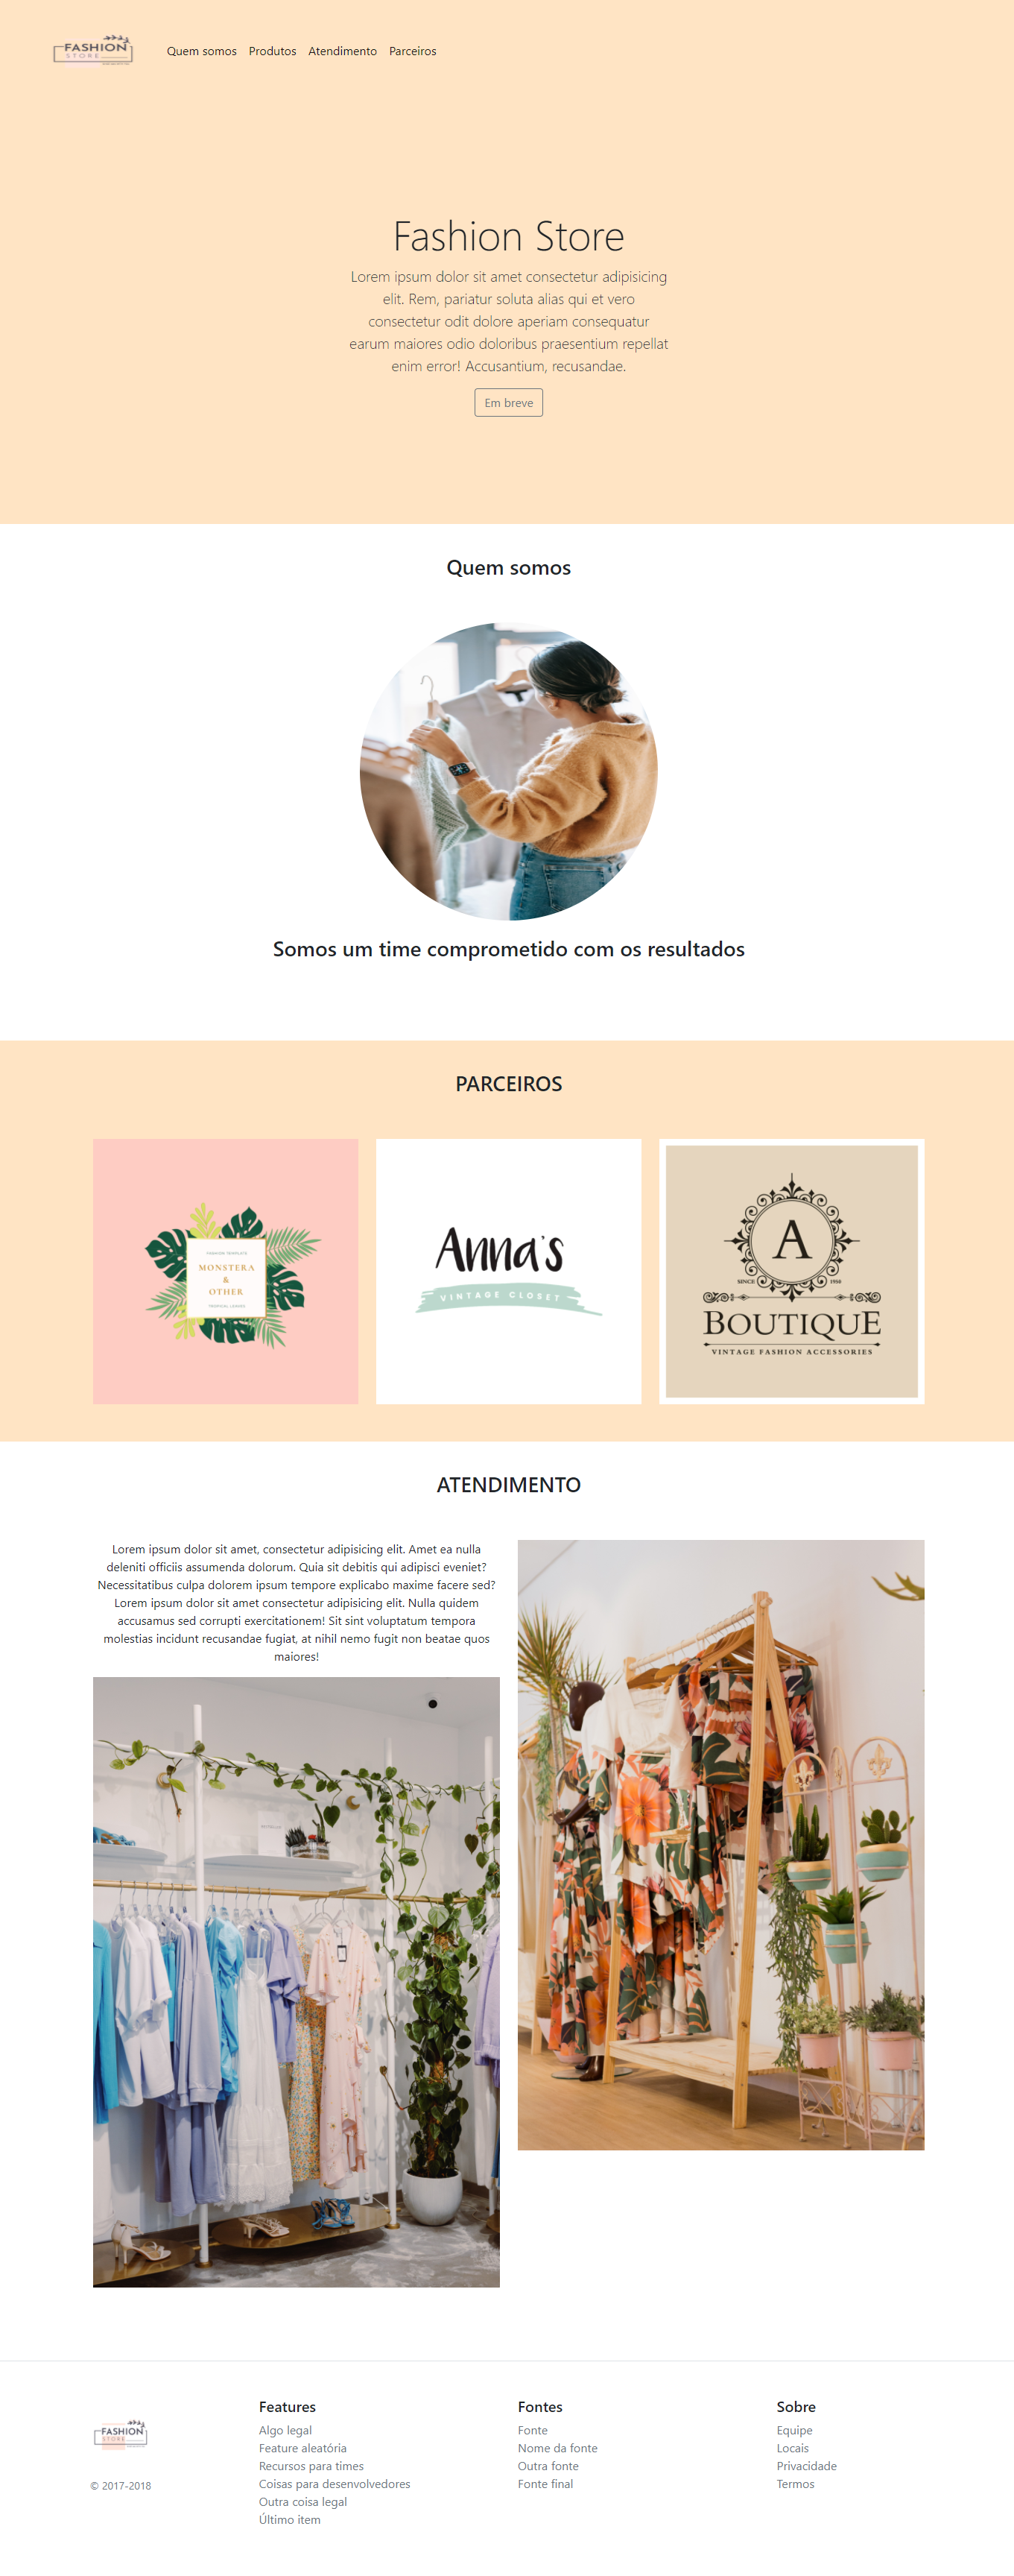 FASHION
STORE
Quem somos Produtos Atendimento Parceiros
Fashion Store
Lorem ipsum dolor sit amet consectetur adipisicing
elit. Rem, pariatur soluta alias qui et vero
consectetur odit dolore aperiam consequatur
earum maiores odio doloribus praesentium repellat
enim error! Accusantium, recusandae.
Em breve
Quem somos
Somos um time comprometido com os resultados
PARCEIROS
FASHION TEMPLATE
MONSTERA
&
OTHER
TROPICAL LEAVES
Anna's
VINTAGE CLOSET
A
SINCE 1956
BOUTIQUE
VINTAGE FASHION ACCESSORIES
ATENDIMENTO
Lorem ipsum dolor sit amet, consectetur adipisicing elit. Amet ea nulla
deleniti officiis assumenda dolorum. Quia sit debitis qui adipisci eveniet?
Necessitatibus culpa dolorem ipsum tempore explicabo maxime facere sed?
Lorem ipsum dolor sit amet consectetur adipisicing elit. Nulla quidem
accusamus sed corrupti exercitationem! Sit sint voluptatum tempora
molestias incidunt recusandae fugiat, at nihil nemo fugit non beatae quos
maiores!
FASHION
STORE
© 2017-2018
Features
Algo legal
Feature aleatória
Recursos para times
Coisas para desenvolvedores
Outra coisa legal
Último item
Fontes
Fonte
Nome da fonte
Outra fonte
Fonte final
Sobre
Equipe
Locais
Privacidade
Termos